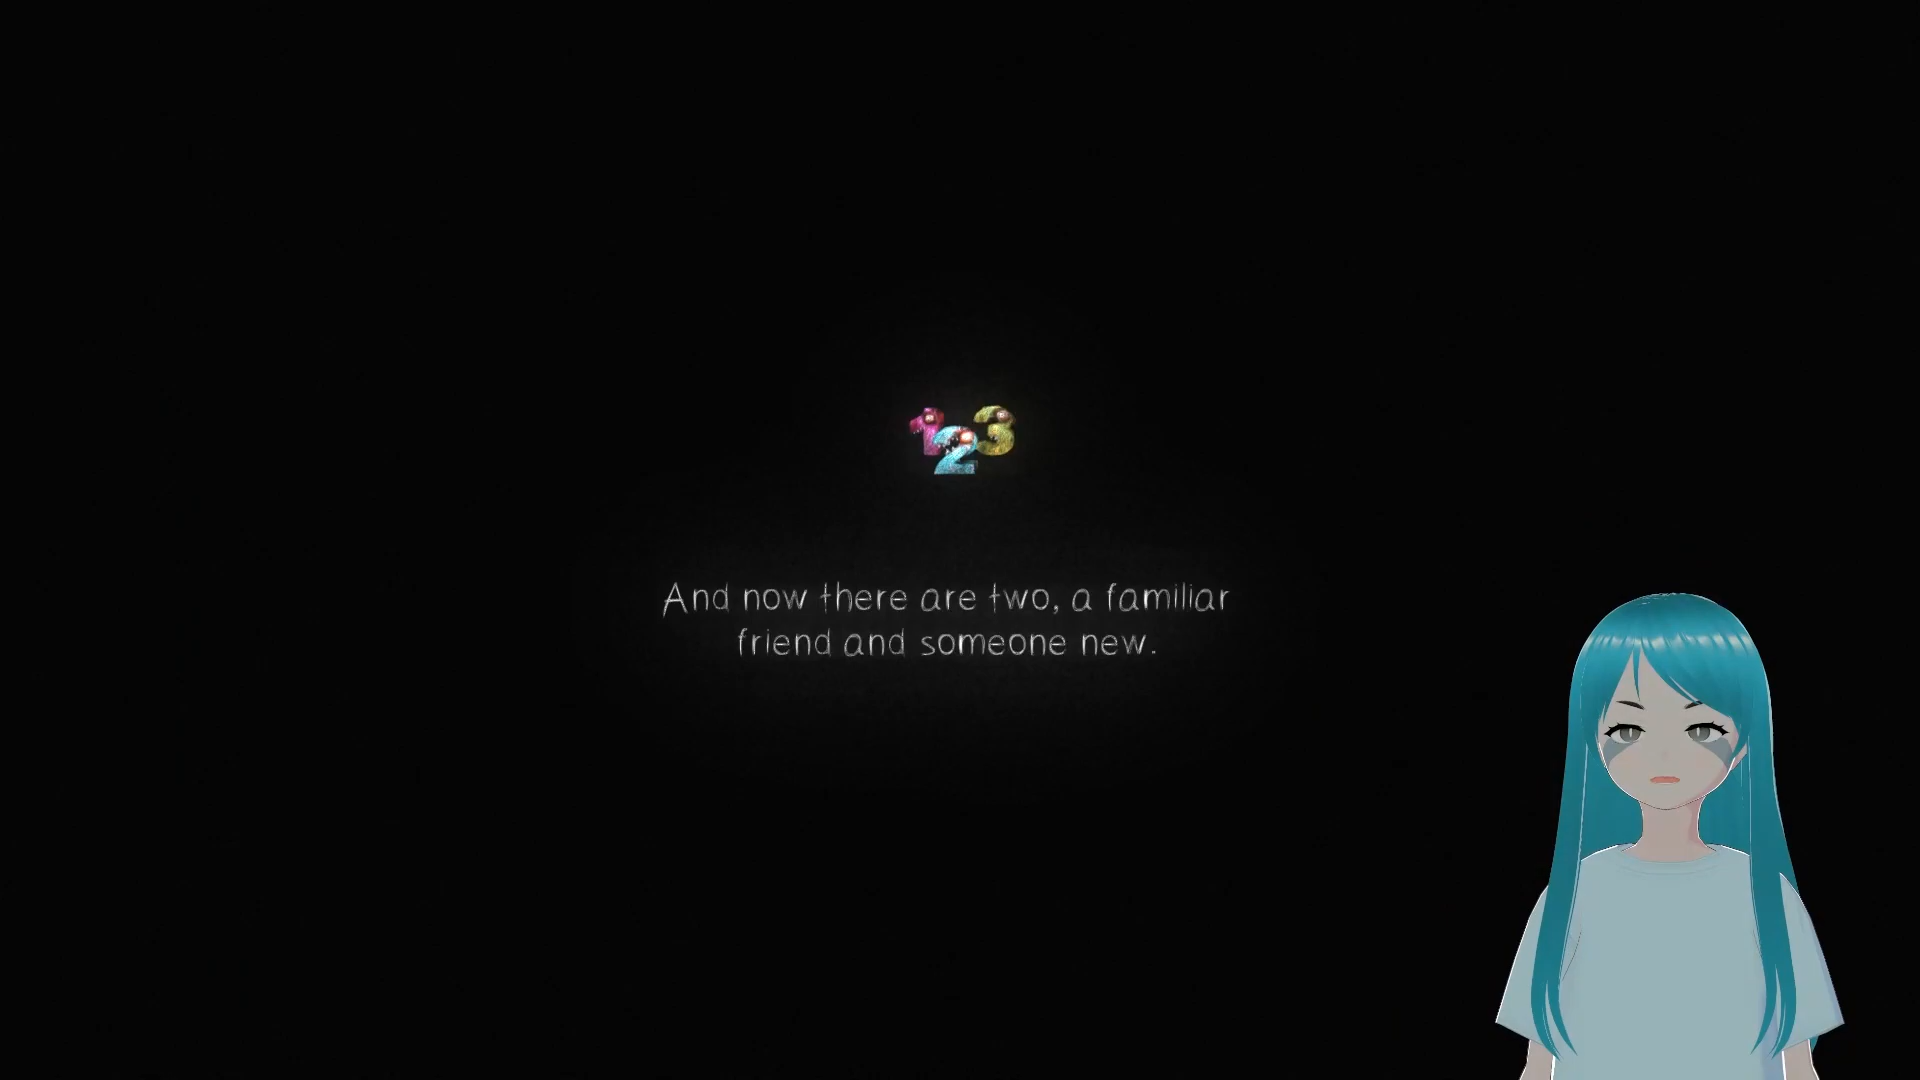 123
And now there are two, a familiar
friend and someone new.